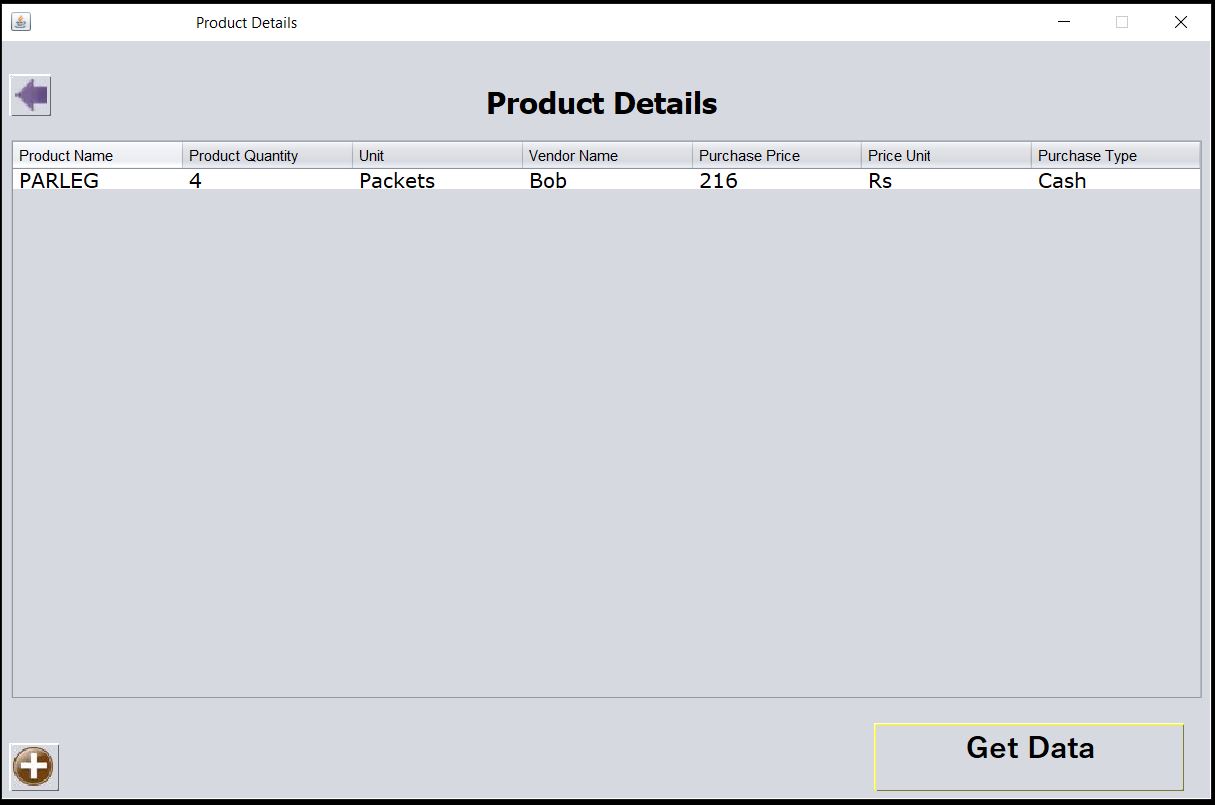 Product Details
Product Details
Product Name Product Quantity Unit Vendor Name Purchase Price Price Unit Purchase Type
PARLEG 4 Packets Bob 216 Rs Cash
Get Data